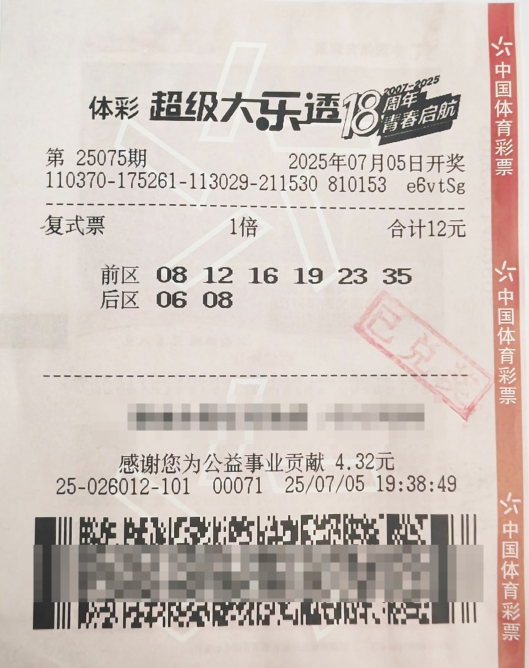 体彩 超级大乐透 18周年 2007-2025 青春启航
第 25075期 2025年07月05日开奖
110370-175261-113029-211530 810153 e6vtSg
复式票 1倍 合计12元
前区 08 12 16 19 23 35
后区 06 08
已兑奖
感谢您为公益事业贡献 4.32元
25-026012-101 00071 25/07/05 19:38:49
中国体育彩票
中国体育彩票
中国体育彩票